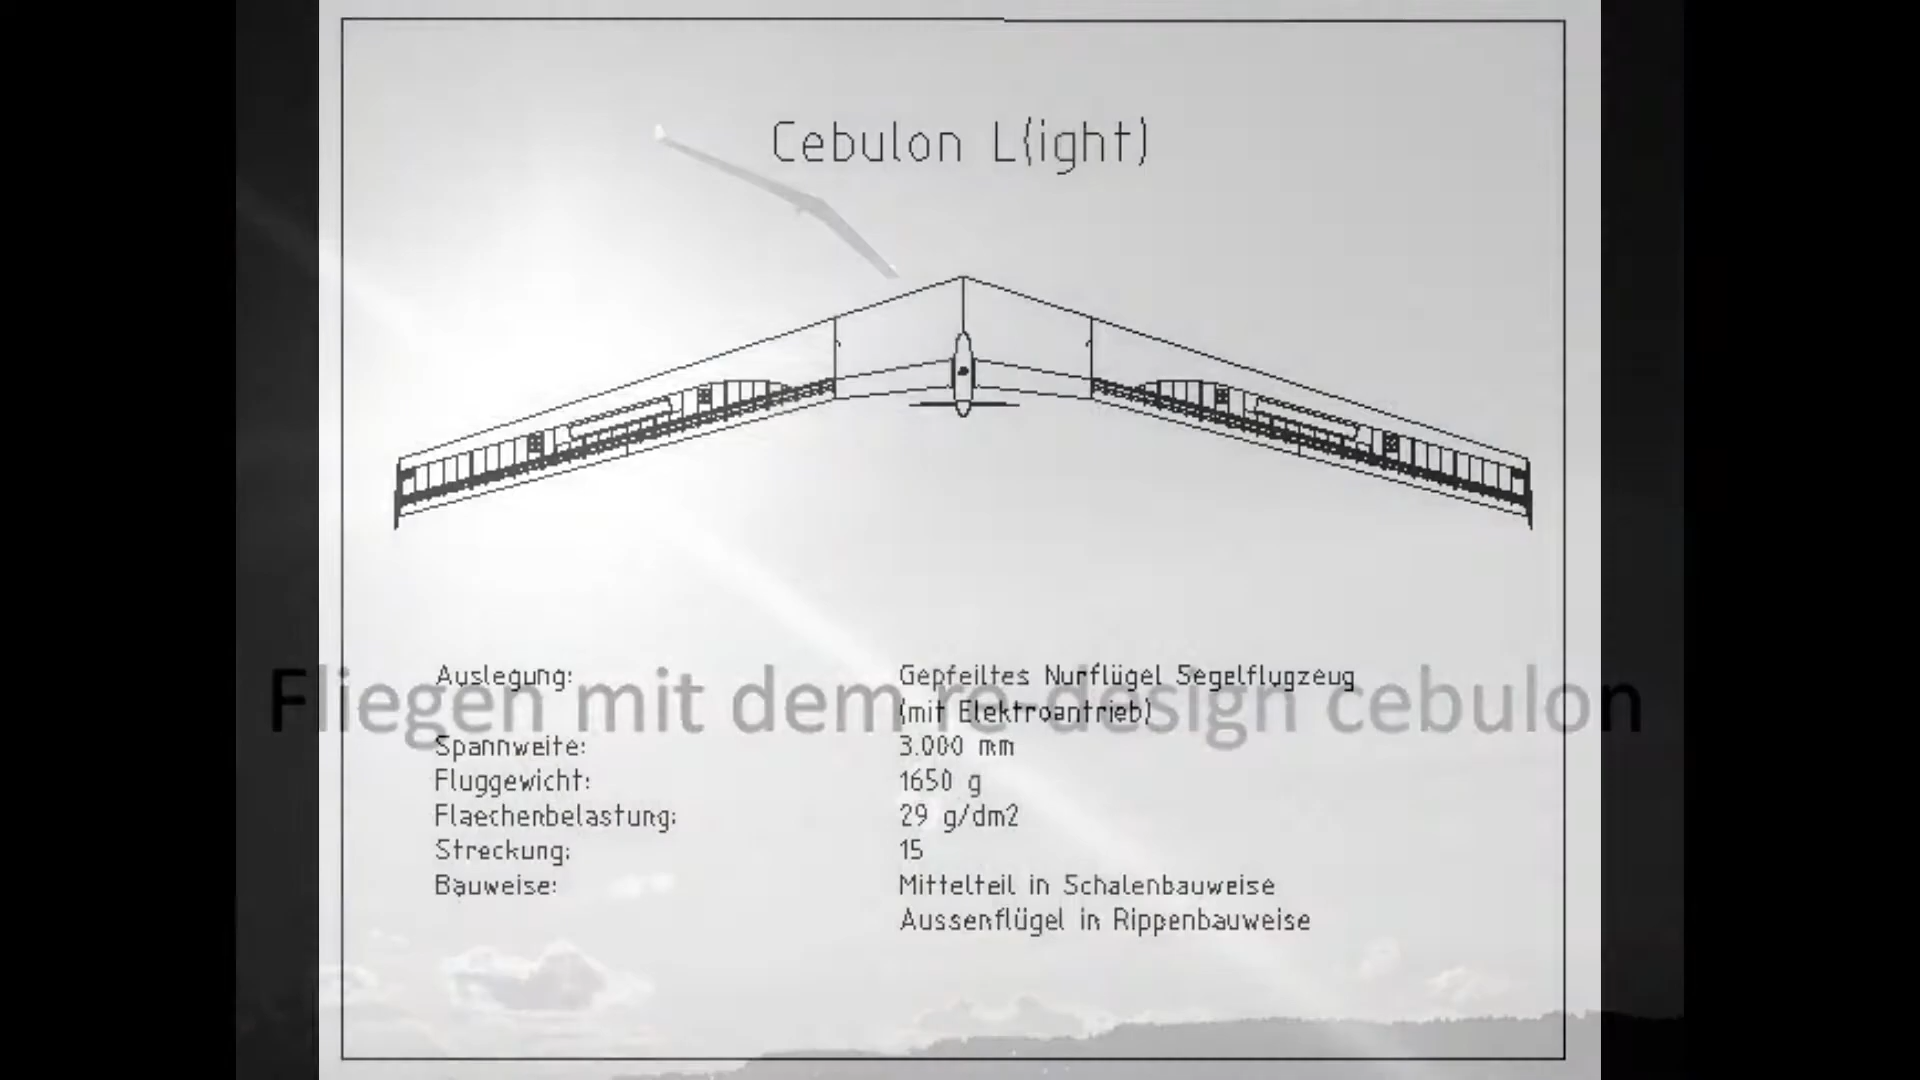 Cebulon L(ight)
Auslegung: Gepfeiltes Nurflügel Segelflugzeug
(mit Elektroantrieb)
Fliegen mit dem re-design cebulon
Spannweite: 3.000 mm
Fluggewicht: 1650 g
Flaechenbelastung: 29 g/dm2
Streckung: 15
Bauweise: Mittelteil in Schalenbauweise
Aussenflügel in Rippenbauweise